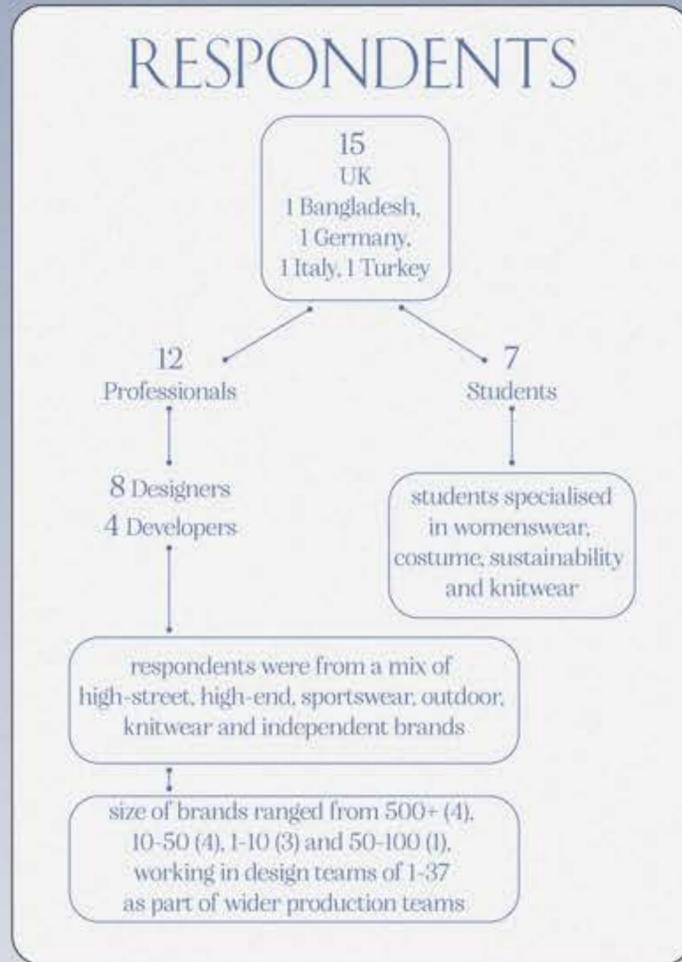 RESPONDENTS
15
UK
1 Bangladesh,
1 Germany,
1 Italy, 1 Turkey
12
Professionals
7
Students
8 Designers
4 Developers
students specialised
in womenswear,
costume, sustainability
and knitwear
respondents were from a mix of
high-street, high-end, sportswear, outdoor,
knitwear and independent brands
size of brands ranged from 500+ (4),
10-50 (4), 1-10 (3) and 50-100 (1),
working in design teams of 1-37
as part of wider production teams